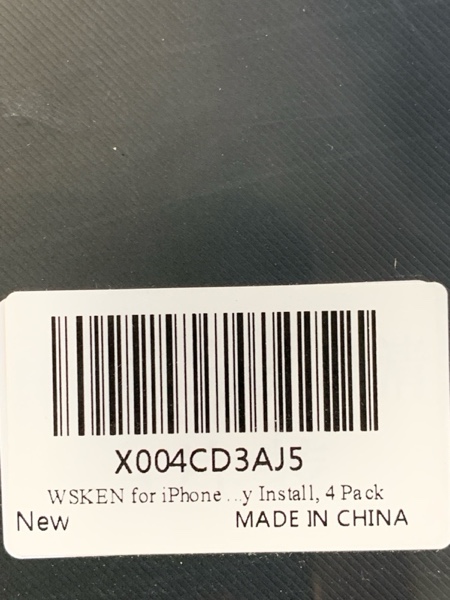 X004CD3AJ5
WSKEN for iPhone ...y Install, 4 Pack
New MADE IN CHINA